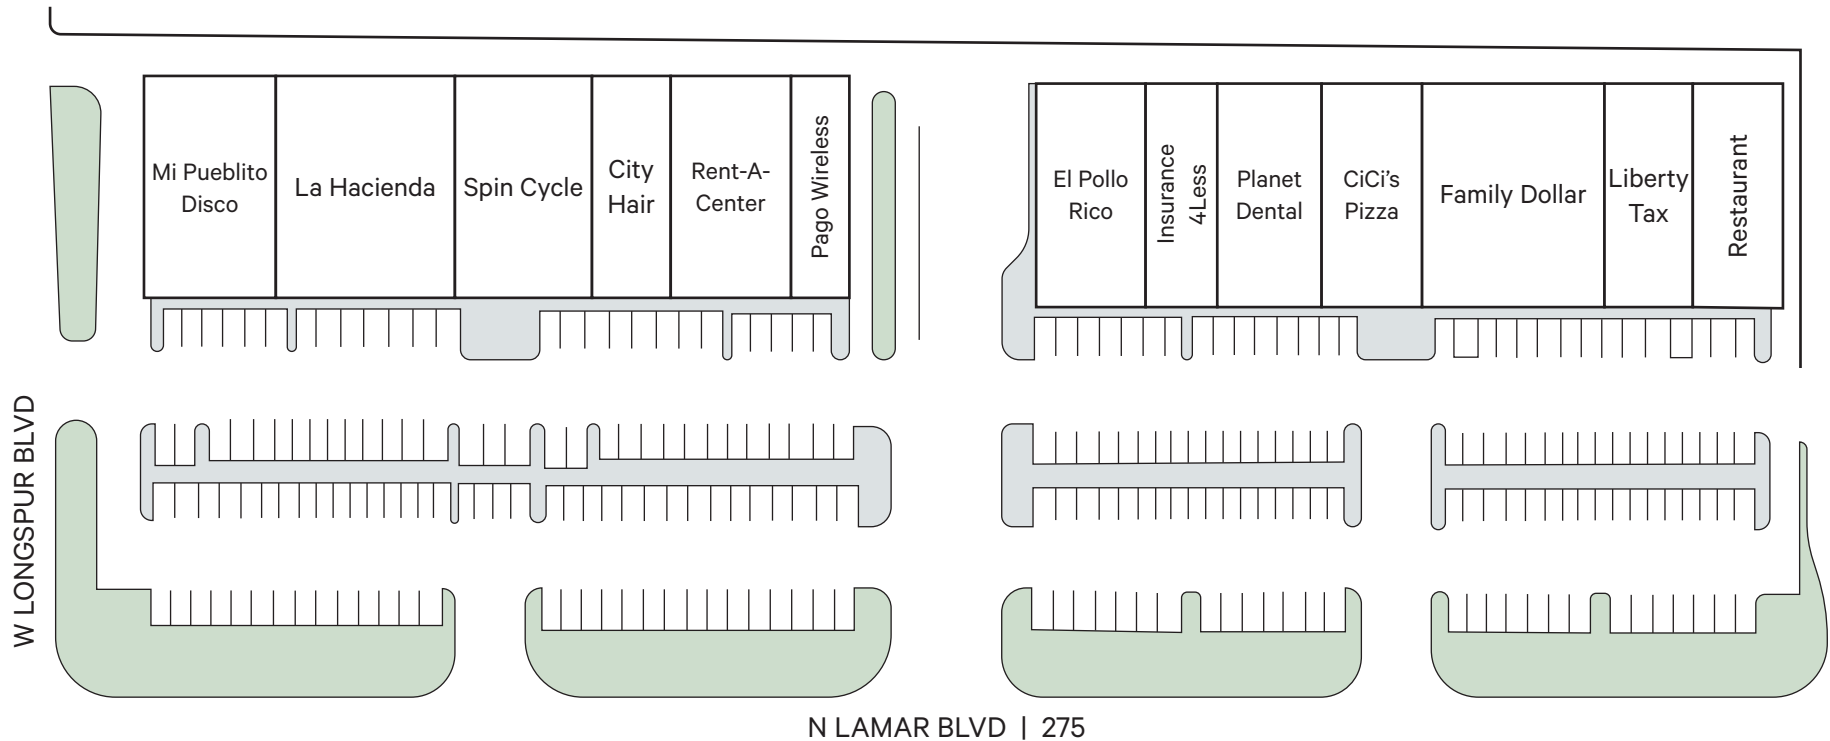 Mi Pueblito
Disco
La Hacienda
Spin Cycle
City
Hair
Rent-A-
Center
Pago Wireless
El Pollo
Rico
Insurance
4Less
Planet
Dental
CiCi's
Pizza
Family Dollar
Liberty
Tax
Restaurant
W LONGSPUR BLVD
N LAMAR BLVD | 275